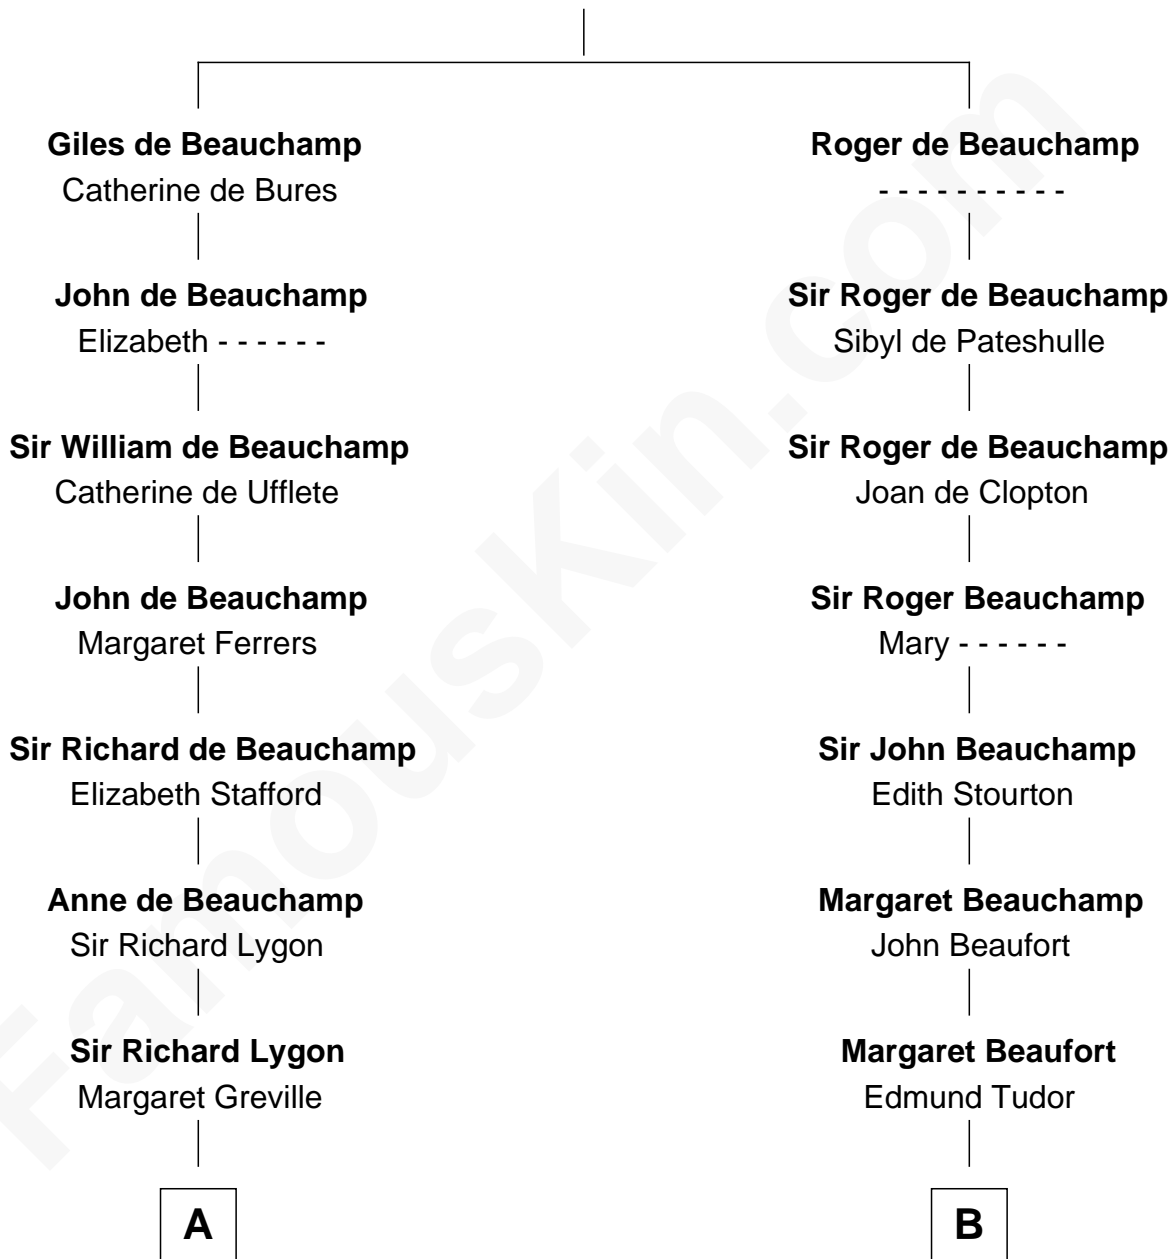 Giles de Beauchamp
Catherine de Bures
John de Beauchamp
Elizabeth - - - - - -
Sir William de Beauchamp
Catherine de Ufflete
John de Beauchamp
Margaret Ferrers
Sir Richard de Beauchamp
Elizabeth Stafford
Anne de Beauchamp
Sir Richard Lygon
Sir Richard Lygon
Margaret Greville
A
Roger de Beauchamp
- - - - - - - - - -
Sir Roger de Beauchamp
Sibyl de Pateshulle
Sir Roger de Beauchamp
Joan de Clopton
Sir Roger Beauchamp
Mary - - - - - -
Sir John Beauchamp
Edith Stourton
Margaret Beauchamp
John Beaufort
Margaret Beaufort
Edmund Tudor
B
FamousKin.com